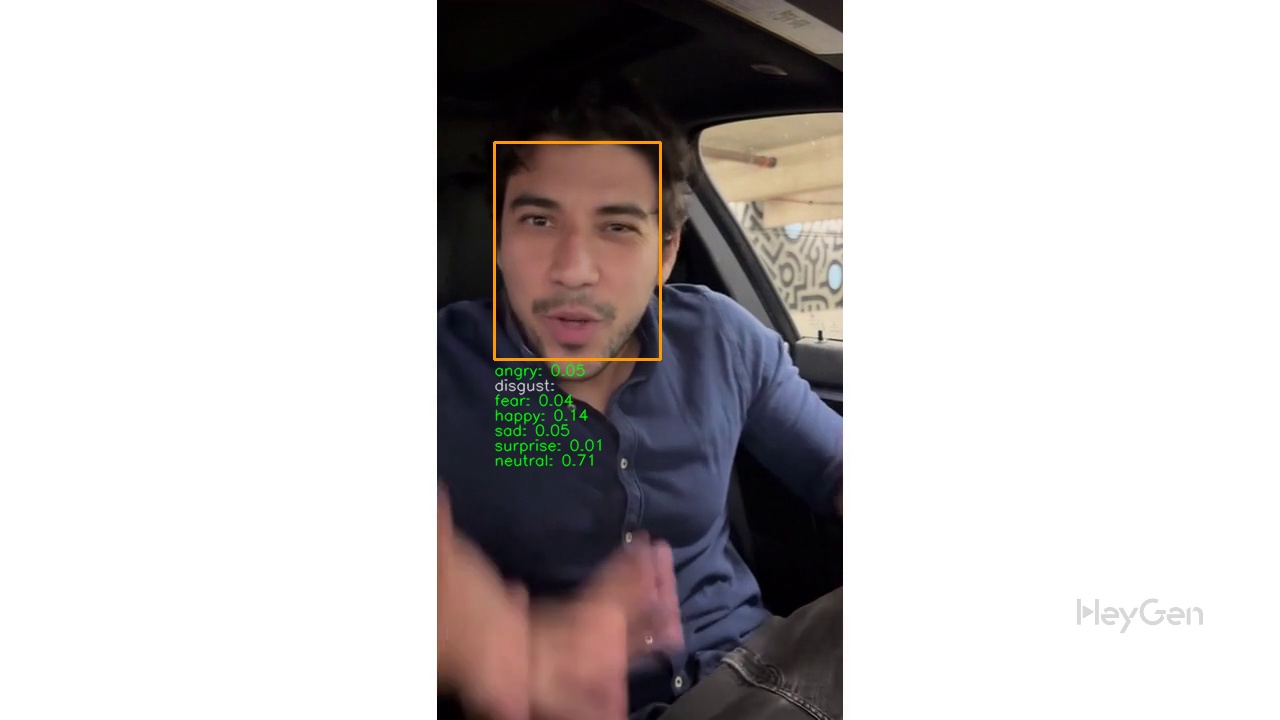 angry: 0.05
disgust:
fear: 0.04
happy: 0.14
sad: 0.05
surprise: 0.01
neutral: 0.71
HeyGen